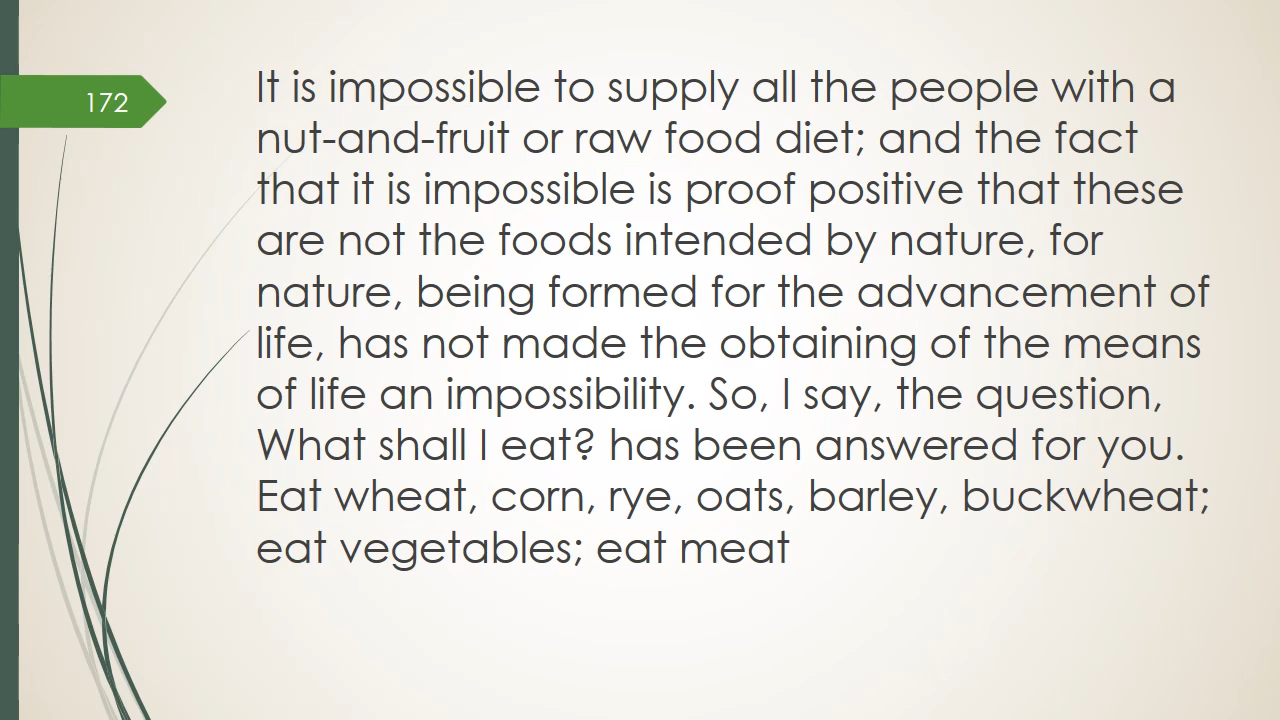 172
It is impossible to supply all the people with a
nut-and-fruit or raw food diet; and the fact
that it is impossible is proof positive that these
are not the foods intended by nature, for
nature, being formed for the advancement of
life, has not made the obtaining of the means
of life an impossibility. So, I say, the question,
What shall I eat? has been answered for you.
Eat wheat, corn, rye, oats, barley, buckwheat;
eat vegetables; eat meat